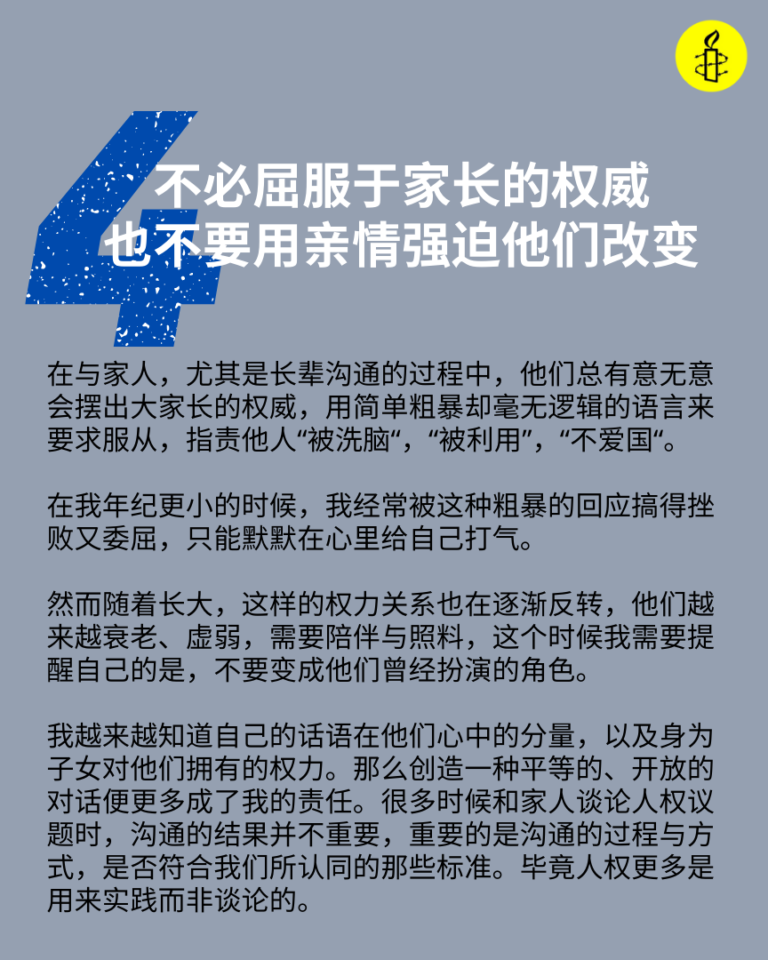 4
不必屈服于家长的权威
也不要用亲情强迫他们改变
在与家人，尤其是长辈沟通的过程中，他们总有意无意
会摆出大家长的权威，用简单粗暴却毫无逻辑的语言来
要求服从，指责他人“被洗脑“，“被利用”，“不爱国“。
在我年纪更小的时候，我经常被这种粗暴的回应搞得挫
败又委屈，只能默默在心里给自己打气。
然而随着长大，这样的权力关系也在逐渐反转，他们越
来越衰老、虚弱，需要陪伴与照料，这个时候我需要提
醒自己的是，不要变成他们曾经扮演的角色。
我越来越知道自己的话语在他们心中的分量，以及身为
子女对他们拥有的权力。那么创造一种平等的、开放的
对话便更多成了我的责任。很多时候和家人谈论人权议
题时，沟通的结果并不重要，重要的是沟通的过程与方
式，是否符合我们所认同的那些标准。毕竟人权更多是
用来实践而非谈论的。